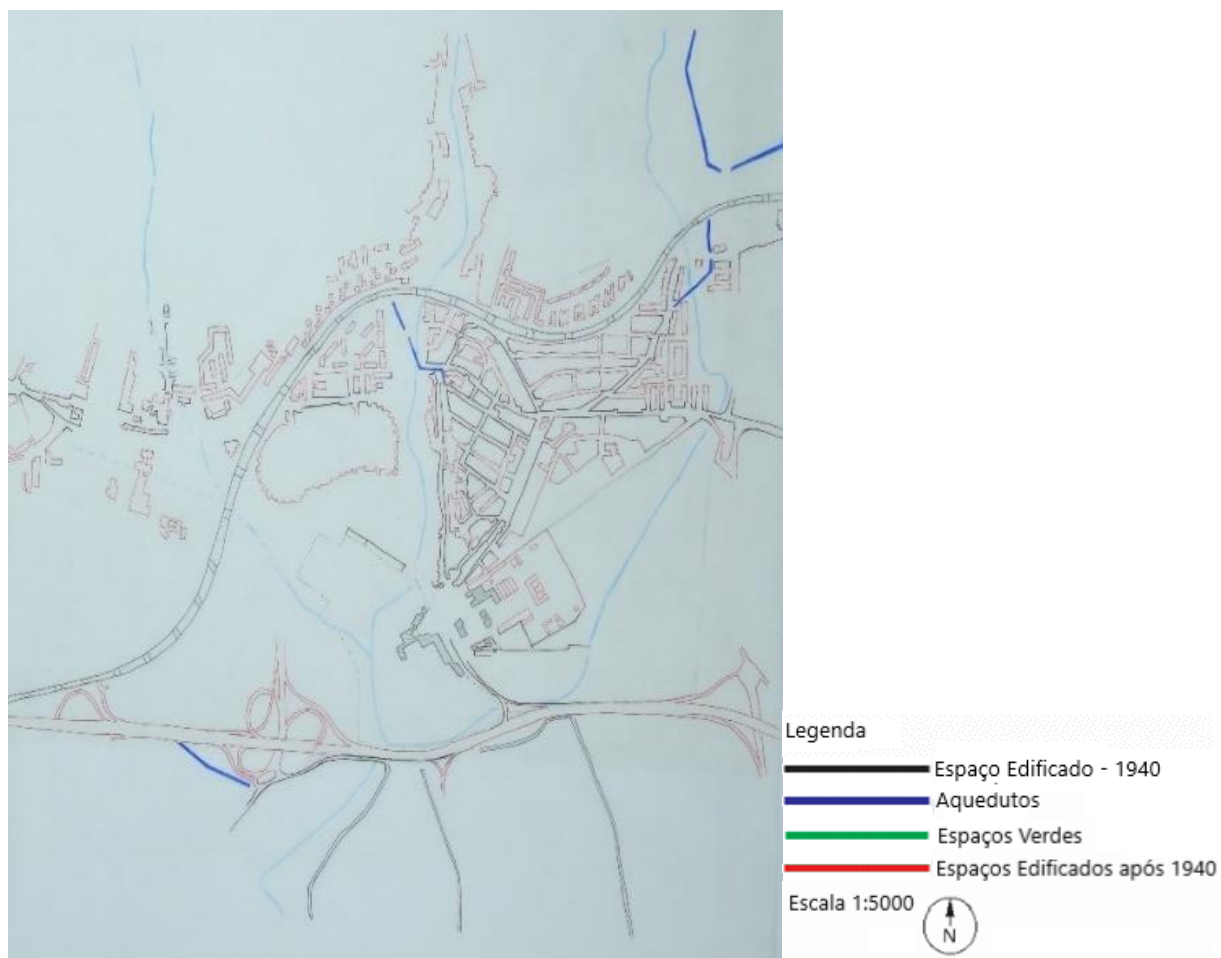 Legenda
Espaço Edificado - 1940
Aquedutos
Espaços Verdes
Espaços Edificados após 1940
Escala 1:5000
N